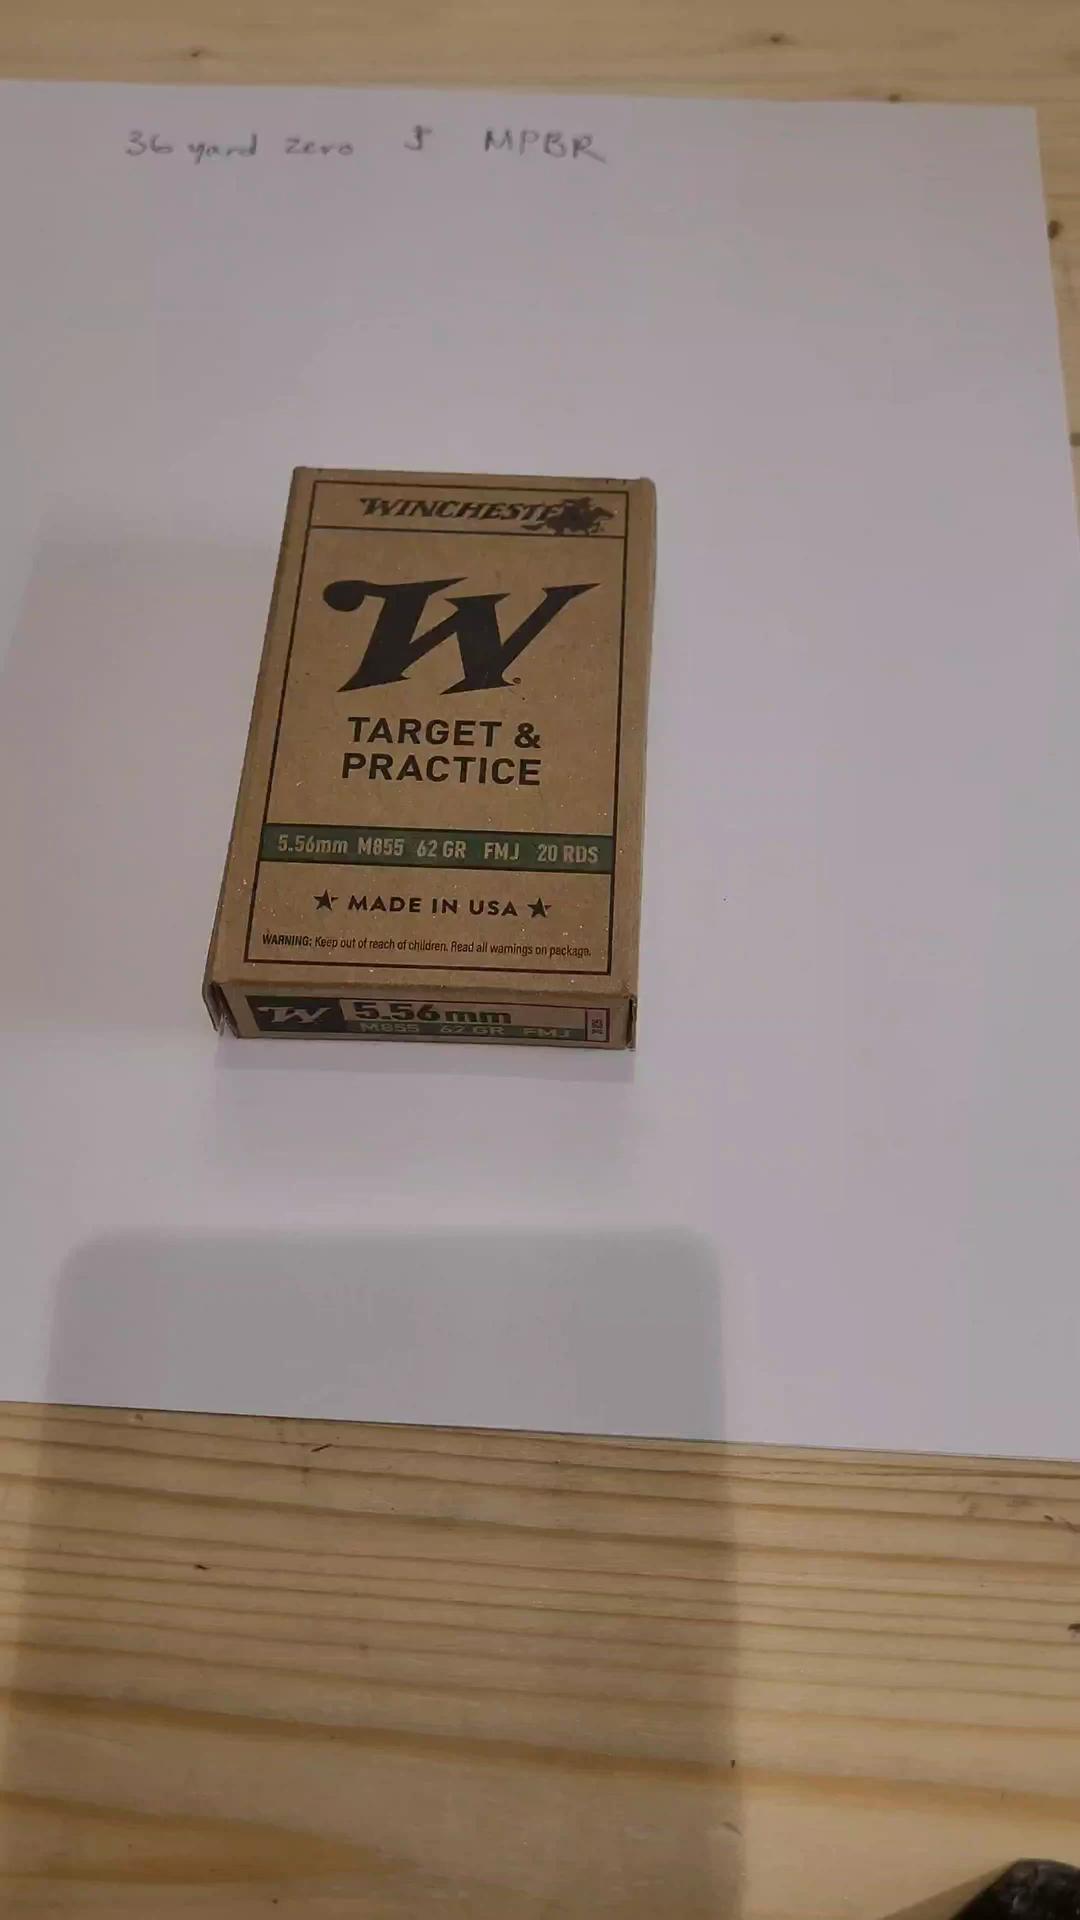 36 yard zero & MPBR
WINCHESTER
W
TARGET &
PRACTICE
5.56mm M855 62 GR FMJ 20 RDS
★ MADE IN USA ★
WARNING: Keep out of reach of children. Read all warnings on package.
W 5.56mm
M855 62 GR FMJ